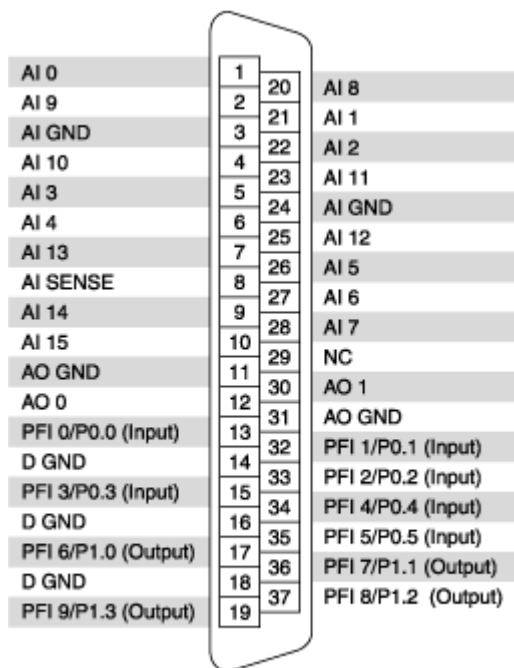 AI 0
1
20
AI 8
AI 9
2
21
AI 1
AI GND
3
22
AI 2
AI 10
4
23
AI 11
AI 3
5
24
AI GND
AI 4
6
25
AI 12
AI 13
7
26
AI 5
AI SENSE
8
27
AI 6
AI 14
9
28
AI 7
AI 15
10
29
NC
AO GND
11
30
AO 1
AO 0
12
31
AO GND
PFI 0/P0.0 (Input)
13
32
PFI 1/P0.1 (Input)
D GND
14
33
PFI 2/P0.2 (Input)
PFI 3/P0.3 (Input)
15
34
PFI 4/P0.4 (Input)
D GND
16
35
PFI 5/P0.5 (Input)
PFI 6/P1.0 (Output)
17
36
PFI 7/P1.1 (Output)
D GND
18
37
PFI 8/P1.2 (Output)
PFI 9/P1.3 (Output)
19